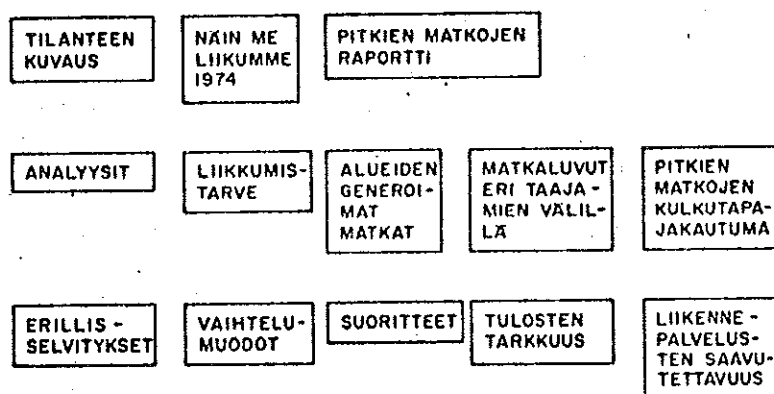 TILANTEEN
KUVAUS
NÄIN ME
LIIKUMME
1974
PITKIEN MATKOJEN
RAPORTTI
ANALYYSIT
LIIKKUMIS-
TARVE
ALUEIDEN
GENEROI-
MAT
MATKAT
MATKALUVUT
ERI TAAJA-
MIEN VÄLIL-
LÄ
PITKIEN
MATKOJEN
KULKUTAPA-
JAKAUTUMA
ERILLIS-
SELVITYKSET
VAIHTELU-
MUODOT
SUORITTEET
TULOSTEN
TARKKUUS
LIIKENNE-
PALVELUS-
TEN SAAVU-
TETTAVUUS